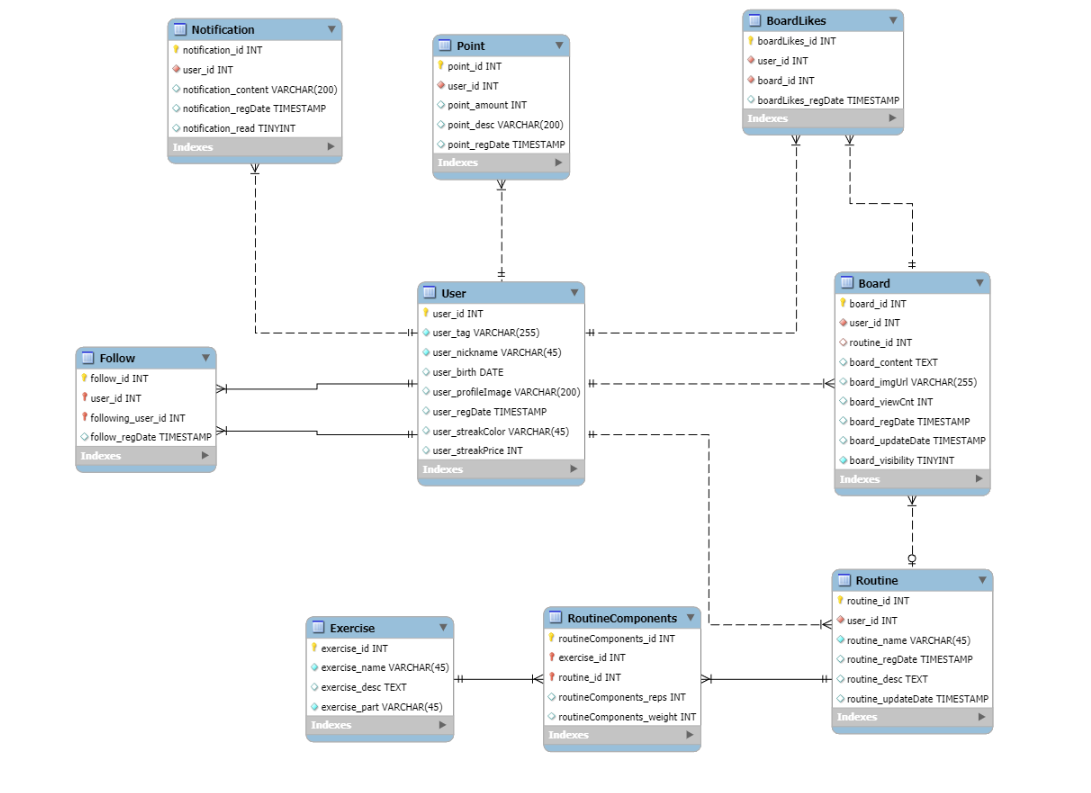 Notification
notification_id INT
user_id INT
notification_content VARCHAR(200)
notification_regDate TIMESTAMP
notification_read TINYINT
Indexes
Point
point_id INT
user_id INT
point_amount INT
point_desc VARCHAR(200)
point_regDate TIMESTAMP
Indexes
BoardLikes
boardLikes_id INT
user_id INT
board_id INT
boardLikes_regDate TIMESTAMP
Indexes
User
user_id INT
user_tag VARCHAR(255)
user_nickname VARCHAR(45)
user_birth DATE
user_profileImage VARCHAR(200)
user_regDate TIMESTAMP
user_streakColor VARCHAR(45)
user_streakPrice INT
Indexes
Board
board_id INT
user_id INT
routine_id INT
board_content TEXT
board_imgUrl VARCHAR(255)
board_viewCnt INT
board_regDate TIMESTAMP
board_updateDate TIMESTAMP
board_visibility TINYINT
Indexes
Follow
follow_id INT
user_id INT
following_user_id INT
follow_regDate TIMESTAMP
Indexes
Exercise
exercise_id INT
exercise_name VARCHAR(45)
exercise_desc TEXT
exercise_part VARCHAR(45)
Indexes
RoutineComponents
routineComponents_id INT
exercise_id INT
routine_id INT
routineComponents_reps INT
routineComponents_weight INT
Indexes
Routine
routine_id INT
user_id INT
routine_name VARCHAR(45)
routine_regDate TIMESTAMP
routine_desc TEXT
routine_updateDate TIMESTAMP
Indexes